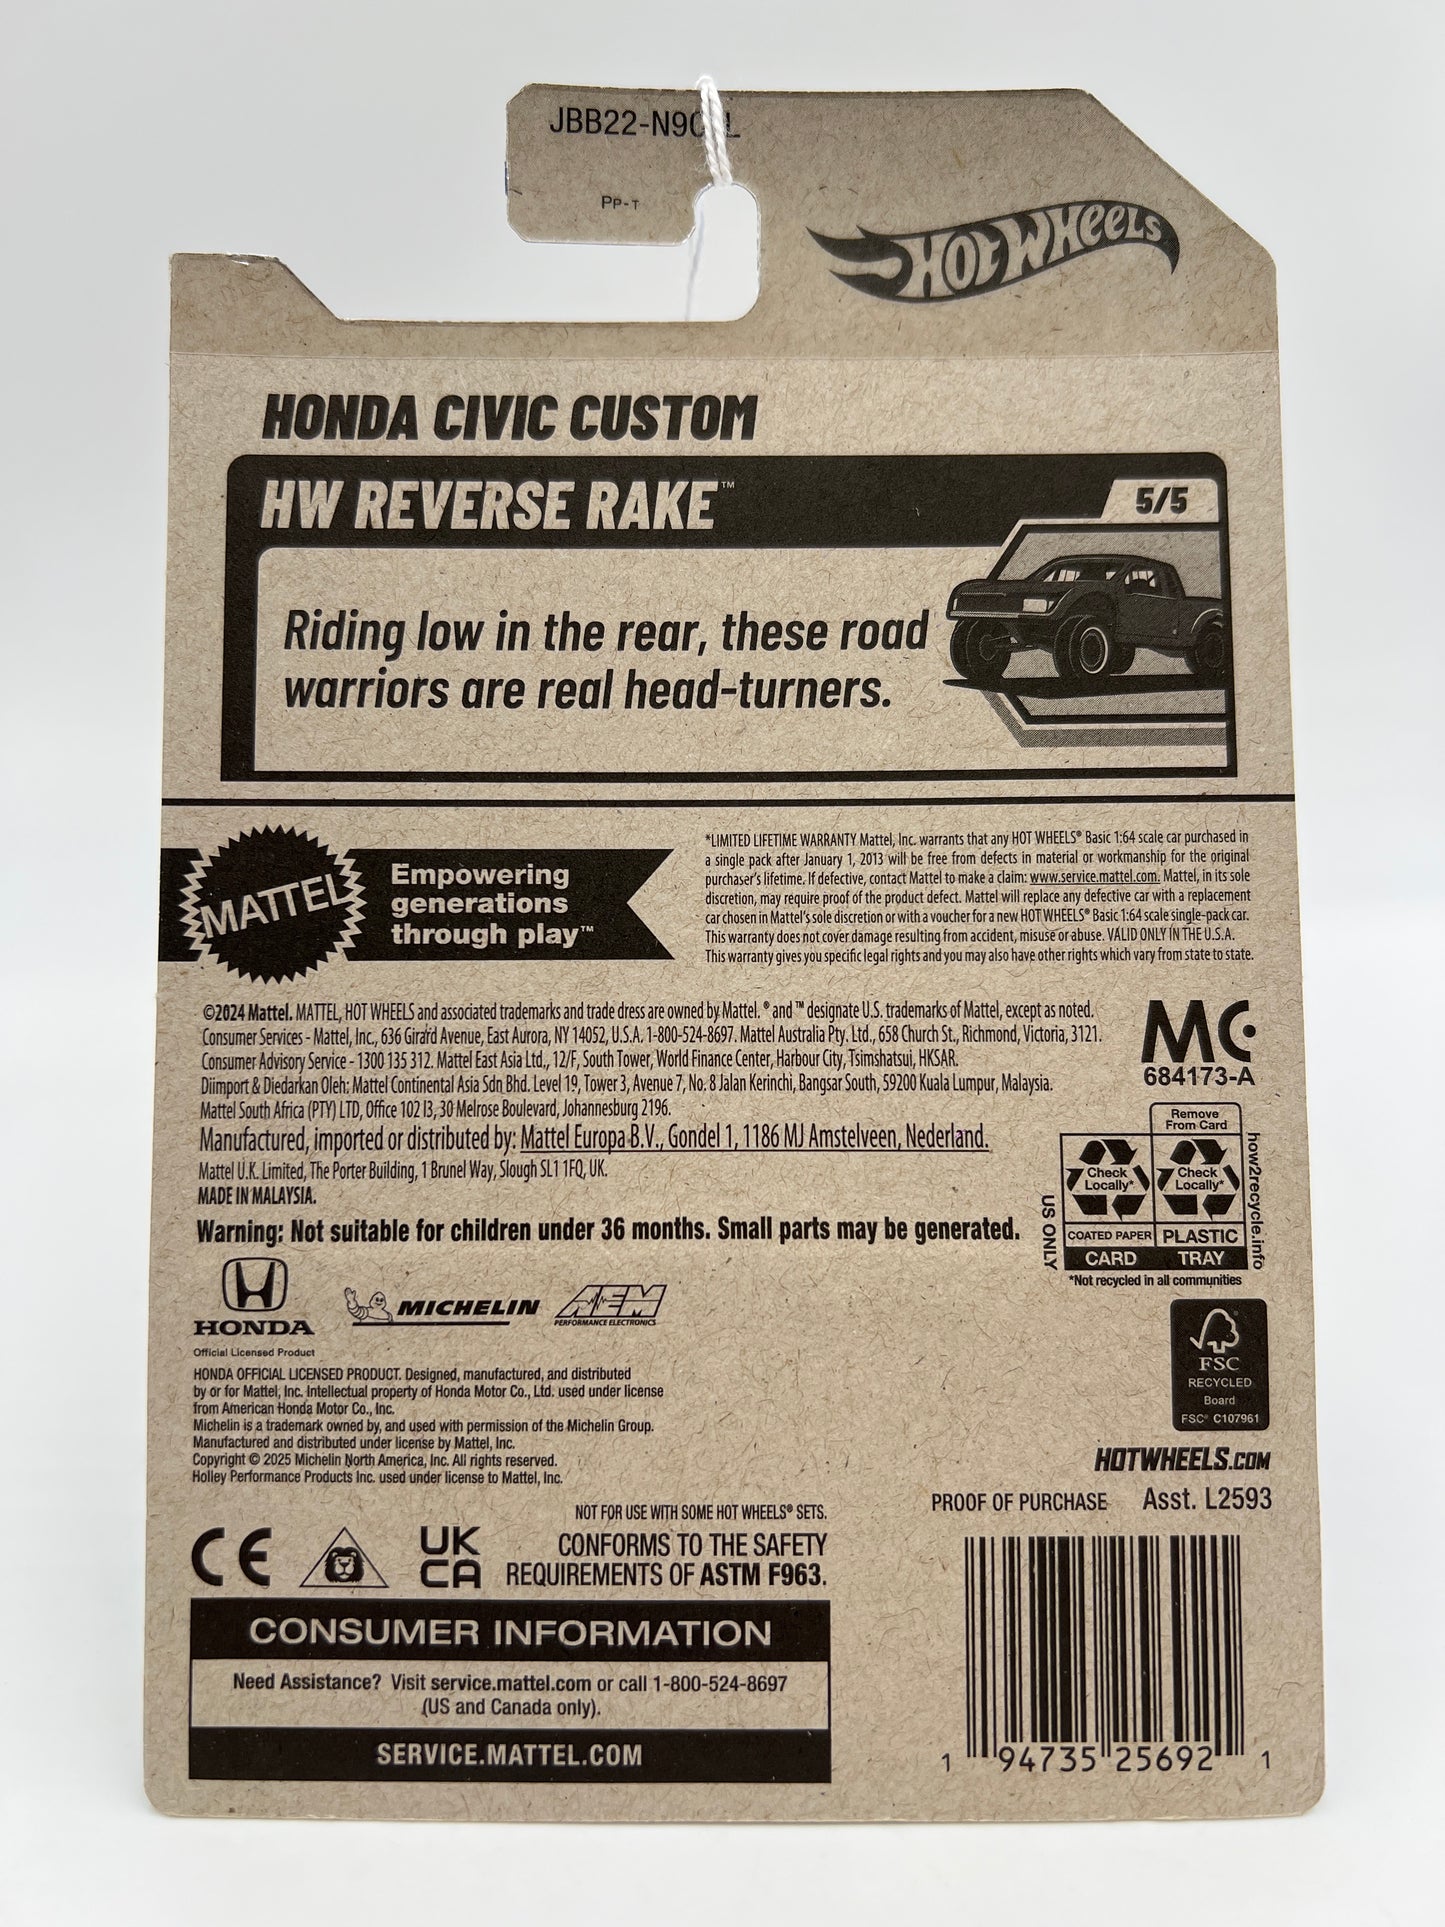 JBB22-N9
Pp-T
HOT WHEELS
HONDA CIVIC CUSTOM
HW REVERSE RAKE™
5/5
Riding low in the rear, these road
warriors are real head-turners.
MATTEL
Empowering
generations
through play™
*LIMITED LIFETIME WARRANTY Mattel, Inc. warrants that any HOT WHEELS® Basic 1:64 scale car purchased in
a single pack after January 1, 2013 will be free from defects in material or workmanship for the original
purchaser's lifetime. If defective, contact Mattel to make a claim: www.service.mattel.com. Mattel, in its sole
discretion, may require proof of the product defect. Mattel will replace any defective car with a replacement
car chosen in Mattel's sole discretion or with a voucher for a new HOT WHEELS® Basic 1:64 scale single-pack car.
This warranty does not cover damage resulting from accident, misuse or abuse. VALID ONLY IN THE U.S.A.
This warranty gives you specific legal rights and you may also have other rights which vary from state to state.
©2024 Mattel. MATTEL, HOT WHEELS and associated trademarks and trade dress are owned by Mattel. ® and ™ designate U.S. trademarks of Mattel, except as noted.
Consumer Services - Mattel, Inc., 636 Girard Avenue, East Aurora, NY 14052, U.S.A. 1-800-524-8697. Mattel Australia Pty. Ltd., 658 Church St., Richmond, Victoria, 3121.
Consumer Advisory Service - 1300 135 312. Mattel East Asia Ltd., 12/F, South Tower, World Finance Center, Harbour City, Tsimshatsui, HKSAR.
Diimport & Diedarkan Oleh: Mattel Continental Asia Sdn Bhd. Level 19, Tower 3, Avenue 7, No. 8 Jalan Kerinchi, Bangsar South, 59200 Kuala Lumpur, Malaysia.
Mattel South Africa (PTY) LTD, Office 102 I3, 30 Melrose Boulevard, Johannesburg 2196.
Manufactured, imported or distributed by: Mattel Europa B.V., Gondel 1, 1186 MJ Amstelveen, Nederland.
Mattel U.K. Limited, The Porter Building, 1 Brunel Way, Slough SL1 1FQ, UK.
MADE IN MALAYSIA.
Warning: Not suitable for children under 36 months. Small parts may be generated.
MC
684173-A
Remove
From Card
Check
Locally*
Check
Locally*
COATED PAPER
PLASTIC
CARD
TRAY
US ONLY
how2recycle.info
*Not recycled in all communities
HONDA
Official Licensed Product
MICHELIN
AEM
PERFORMANCE ELECTRONICS
HONDA OFFICIAL LICENSED PRODUCT. Designed, manufactured, and distributed
by or for Mattel, Inc. Intellectual property of Honda Motor Co., Ltd. used under license
from American Honda Motor Co., Inc.
Michelin is a trademark owned by, and used with permission of the Michelin Group.
Manufactured and distributed under license by Mattel, Inc.
Copyright © 2025 Michelin North America, Inc. All rights reserved.
Holley Performance Products Inc. used under license to Mattel, Inc.
FSC
RECYCLED
Board
FSC® C107961
HOTWHEELS.COM
PROOF OF PURCHASE Asst. L2593
NOT FOR USE WITH SOME HOT WHEELS® SETS.
CE
UK
CA
CONFORMS TO THE SAFETY
REQUIREMENTS OF ASTM F963.
CONSUMER INFORMATION
Need Assistance? Visit service.mattel.com or call 1-800-524-8697
(US and Canada only).
SERVICE.MATTEL.COM
1 94735 25692 1